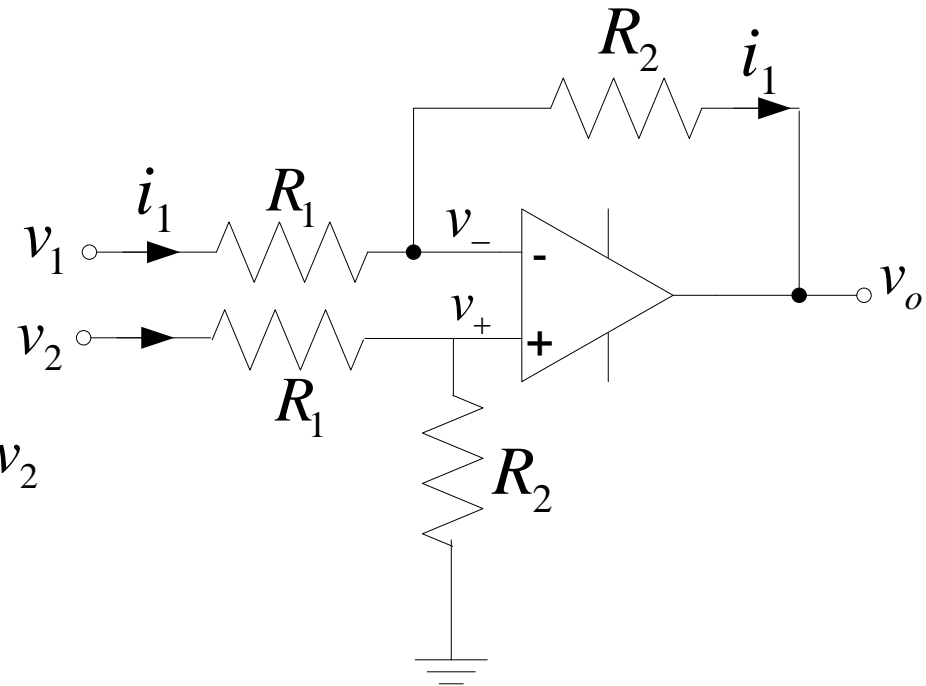 R₂ i₁
i₁ R₁
v₁ v₋ -
v₂ v₊ + vₒ
R₁
v₂
R₂